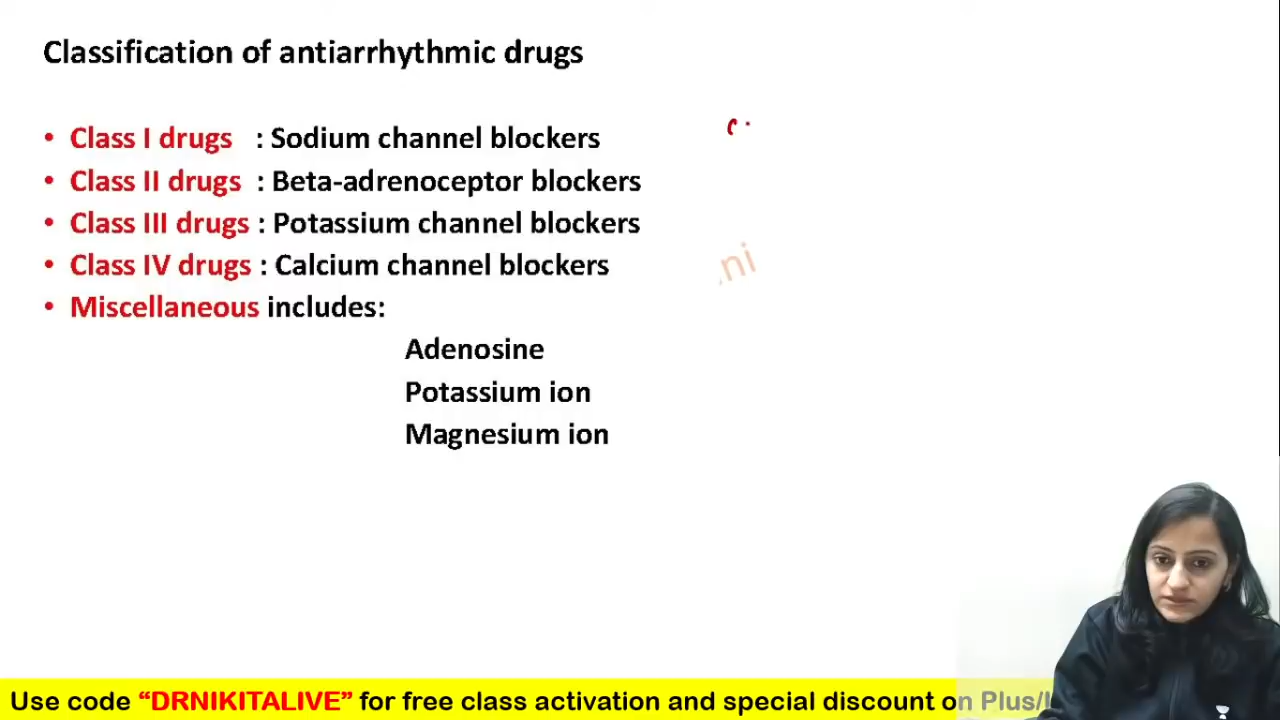 Classification of antiarrhythmic drugs
• Class I drugs : Sodium channel blockers
• Class II drugs : Beta-adrenoceptor blockers
• Class III drugs : Potassium channel blockers
• Class IV drugs : Calcium channel blockers
• Miscellaneous includes:
Adenosine
Potassium ion
Magnesium ion
Use code “DRNIKITALIVE” for free class activation and special discount on Plus/